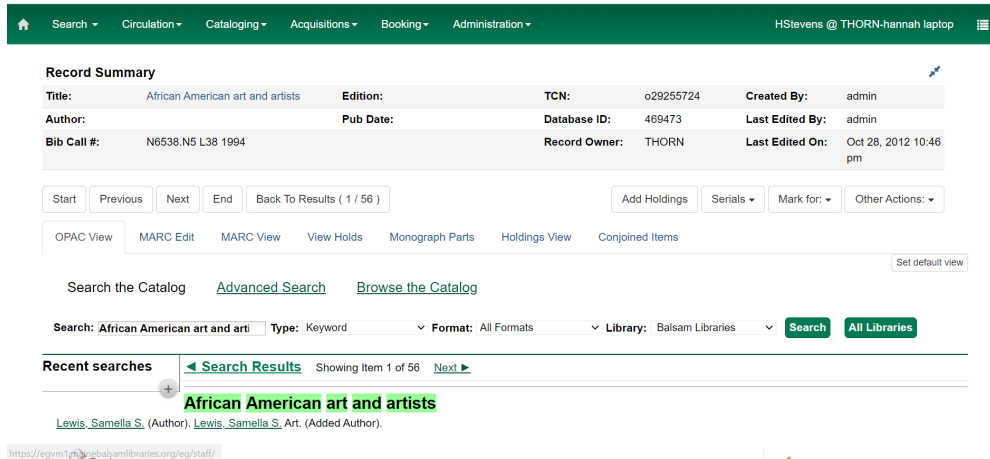 Search Circulation Cataloging Acquisitions Booking Administration HStevens @ THORN-hannah laptop
Record Summary
Title: African American art and artists Edition: TCN: o29255724 Created By: admin
Author: Pub Date: Database ID: 469473 Last Edited By: admin
Bib Call #: N6538.N5 L38 1994 Record Owner: THORN Last Edited On: Oct 28, 2012 10:46
pm
Start Previous Next End Back To Results ( 1 / 56 ) Add Holdings Serials Mark for: Other Actions:
OPAC View MARC Edit MARC View View Holds Monograph Parts Holdings View Conjoined Items
Set default view
Search the Catalog Advanced Search Browse the Catalog
Search: African American art and arti Type: Keyword Format: All Formats Library: Balsam Libraries Search All Libraries
Recent searches ◄ Search Results Showing Item 1 of 56 Next ►
+
African American art and artists
Lewis, Samella S. (Author). Lewis, Samella S. Art. (Added Author).